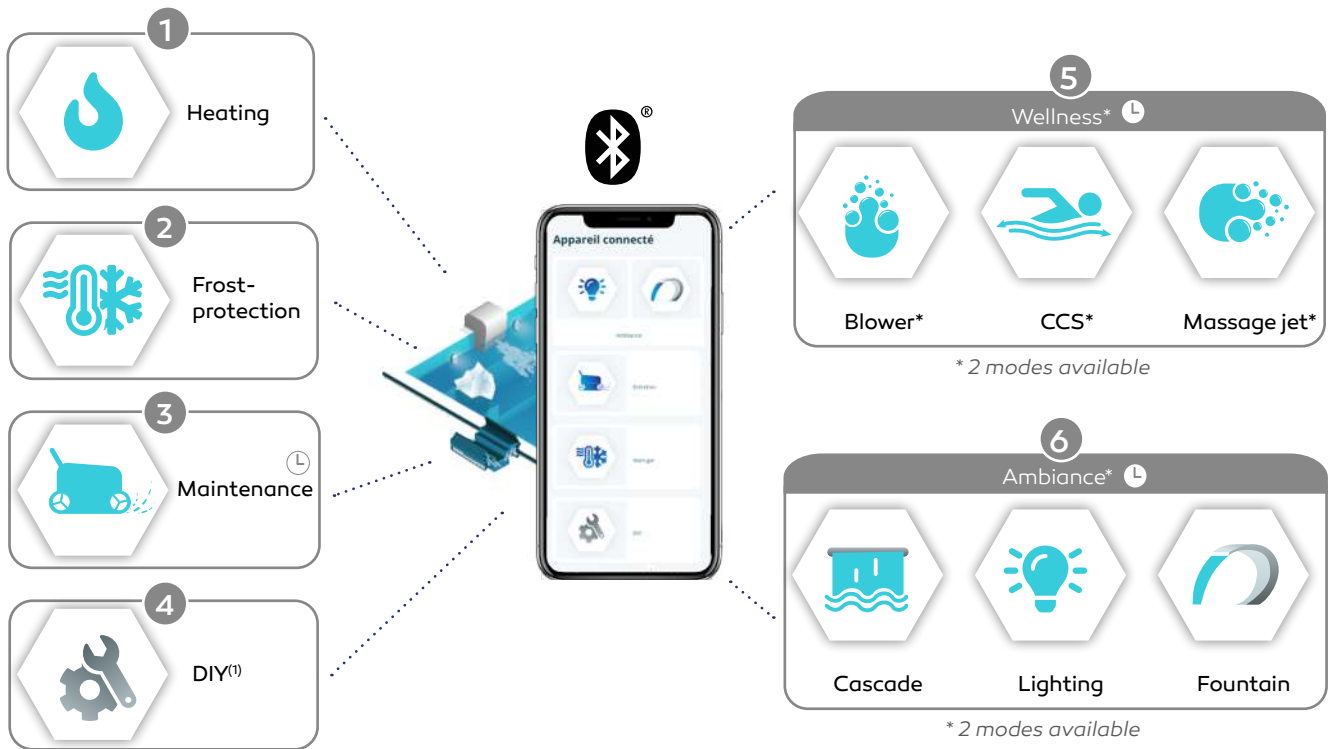 1
Heating
2
Frost-
protection
3
Maintenance
4
DIY(1)
®
Appareil connecté
Ambiance
5
Wellness*
Blower*
CCS*
Massage jet*
* 2 modes available
6
Ambiance*
Cascade
Lighting
Fountain
* 2 modes available